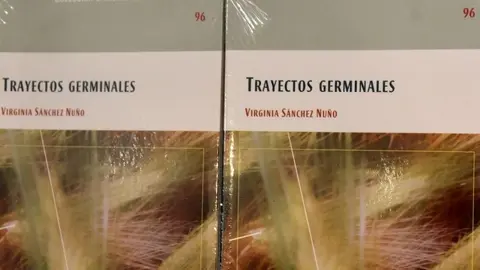 96
TRAYECTOS GERMINALES
VIRGINIA SÁNCHEZ NUÑO
96
TRAYECTOS GERMINALES
VIRGINIA SÁNCHEZ NUÑO